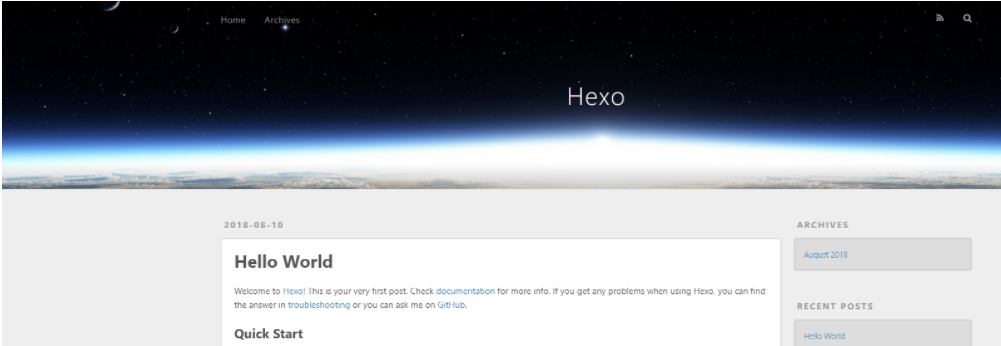 Home Archives
Hexo
2018-08-10
Hello World
Welcome to Hexo! This is your very first post. Check documentation for more info. If you get any problems when using Hexo, you can find
the answer in troubleshooting or you can ask me on GitHub.
Quick Start
ARCHIVES
August 2018
RECENT POSTS
Hello World